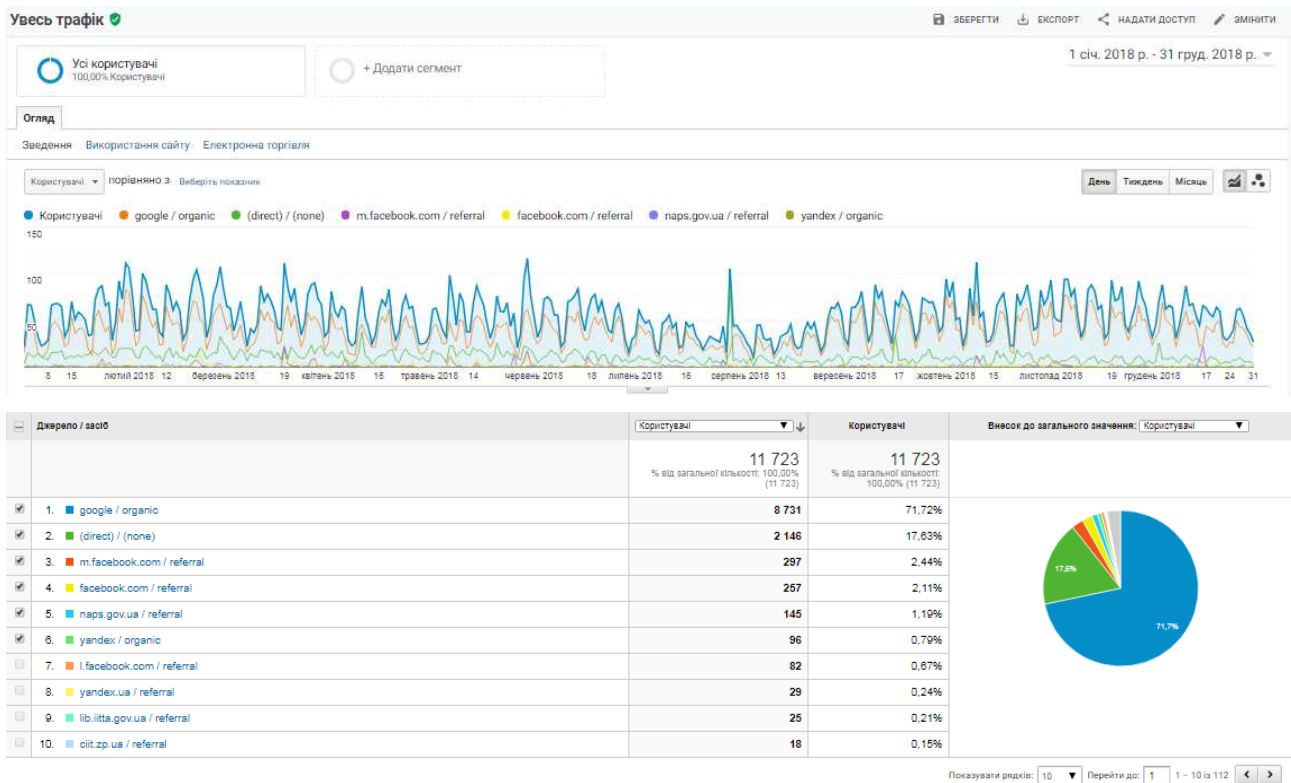 Увесь трафік
ЗБЕРЕГТИ ЕКСПОРТ НАДАТИ ДОСТУП ЗМІНИТИ
1 січ. 2018 р. - 31 груд. 2018 р.
Усі користувачі
100,00% Користувачі
+ Додати сегмент
Огляд
Зведення Використання сайту Електронна торгівля
Користувачі порівняно з Виберіть показник
День Тиждень Місяць
Користувачі google / organic (direct) / (none) m.facebook.com / referral facebook.com / referral naps.gov.ua / referral yandex / organic
150
100
50
8 15 лютий 2018 12 березень 2018 19 квітень 2018 16 травень 2018 14 червень 2018 18 липень 2018 16 серпень 2018 13 вересень 2018 17 жовтень 2018 15 листопад 2018 19 грудень 2018 17 24 31
Джерело / засіб Користувачі Користувачі Внесок до загального значення: Користувачі
11 723 11 723
% від загальної кількості: 100,00% % від загальної кількості:
(11 723) 100,00% (11 723)
1. google / organic 8 731 71,72%
2. (direct) / (none) 2 146 17,63%
3. m.facebook.com / referral 297 2,44%
4. facebook.com / referral 257 2,11%
5. naps.gov.ua / referral 145 1,19%
6. yandex / organic 96 0,79%
7. l.facebook.com / referral 82 0,67%
8. yandex.ua / referral 29 0,24%
9. lib.iitta.gov.ua / referral 25 0,21%
10. ciit.zp.ua / referral 18 0,15%
17,6%
71,7%
Показувати рядків: 10 Перейти до: 1 1 – 10 із 112